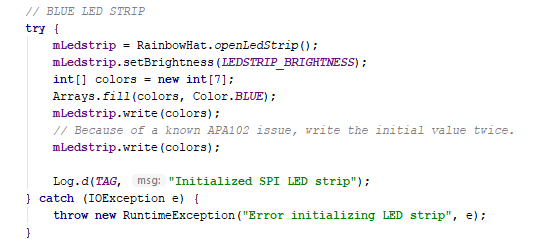 // BLUE LED STRIP
try {
    mLedstrip = RainbowHat.openLedStrip();
    mLedstrip.setBrightness(LEDSTRIP_BRIGHTNESS);
    int[] colors = new int[7];
    Arrays.fill(colors, Color.BLUE);
    mLedstrip.write(colors);
    // Because of a known APA102 issue, write the initial value twice.
    mLedstrip.write(colors);

    Log.d(TAG, msg: "Initialized SPI LED strip");
} catch (IOException e) {
    throw new RuntimeException("Error initializing LED strip", e);
}